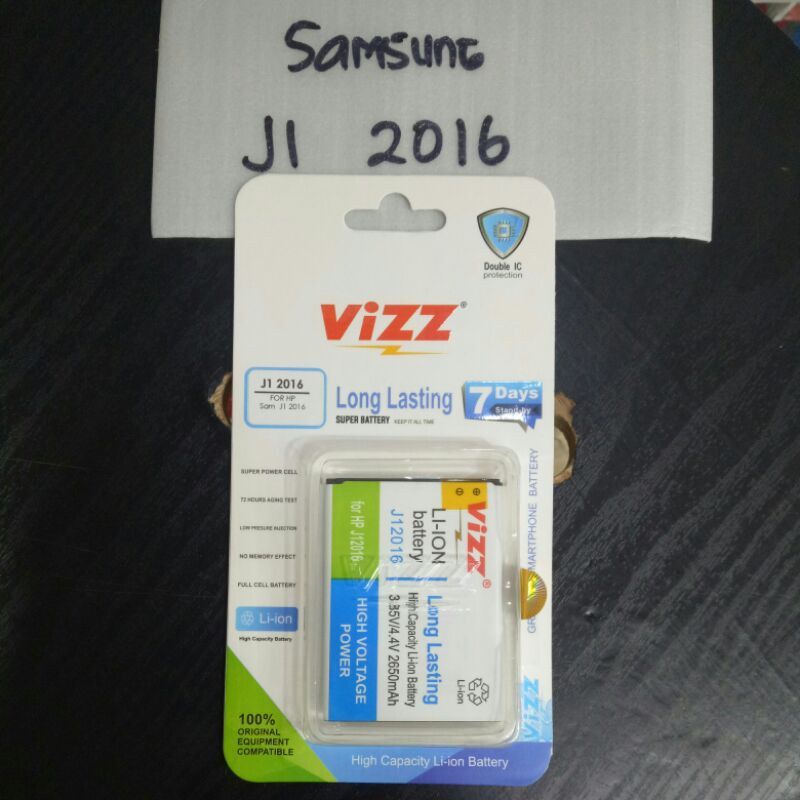 SAMSUNG
J1 2016
Double IC
protection
ViZZ®
J1 2016
FOR HP
Sam J1 2016
Long Lasting
SUPER BATTERY KEEP IT ALL TIME
7 Days
Stand by
SUPER POWER CELL
72 HOURS AGING TEST
LOW PRESURE INJECTION
NO MEMORY EFFECT
FULL CELL BATTERY
Li-ion
High Capacity Battery
100%
ORIGINAL
EQUIPMENT
COMPATIBLE
ViZZ®
LI-ION
battery
J12016
for HP J12016
Long Lasting
High Capacity Li-ion Battery
3.85V/4.4V 2650mAh
HIGH VOLTAGE
POWER
Li-ion
SMARTPHONE BATTERY
ViZZ
High Capacity Li-ion Battery